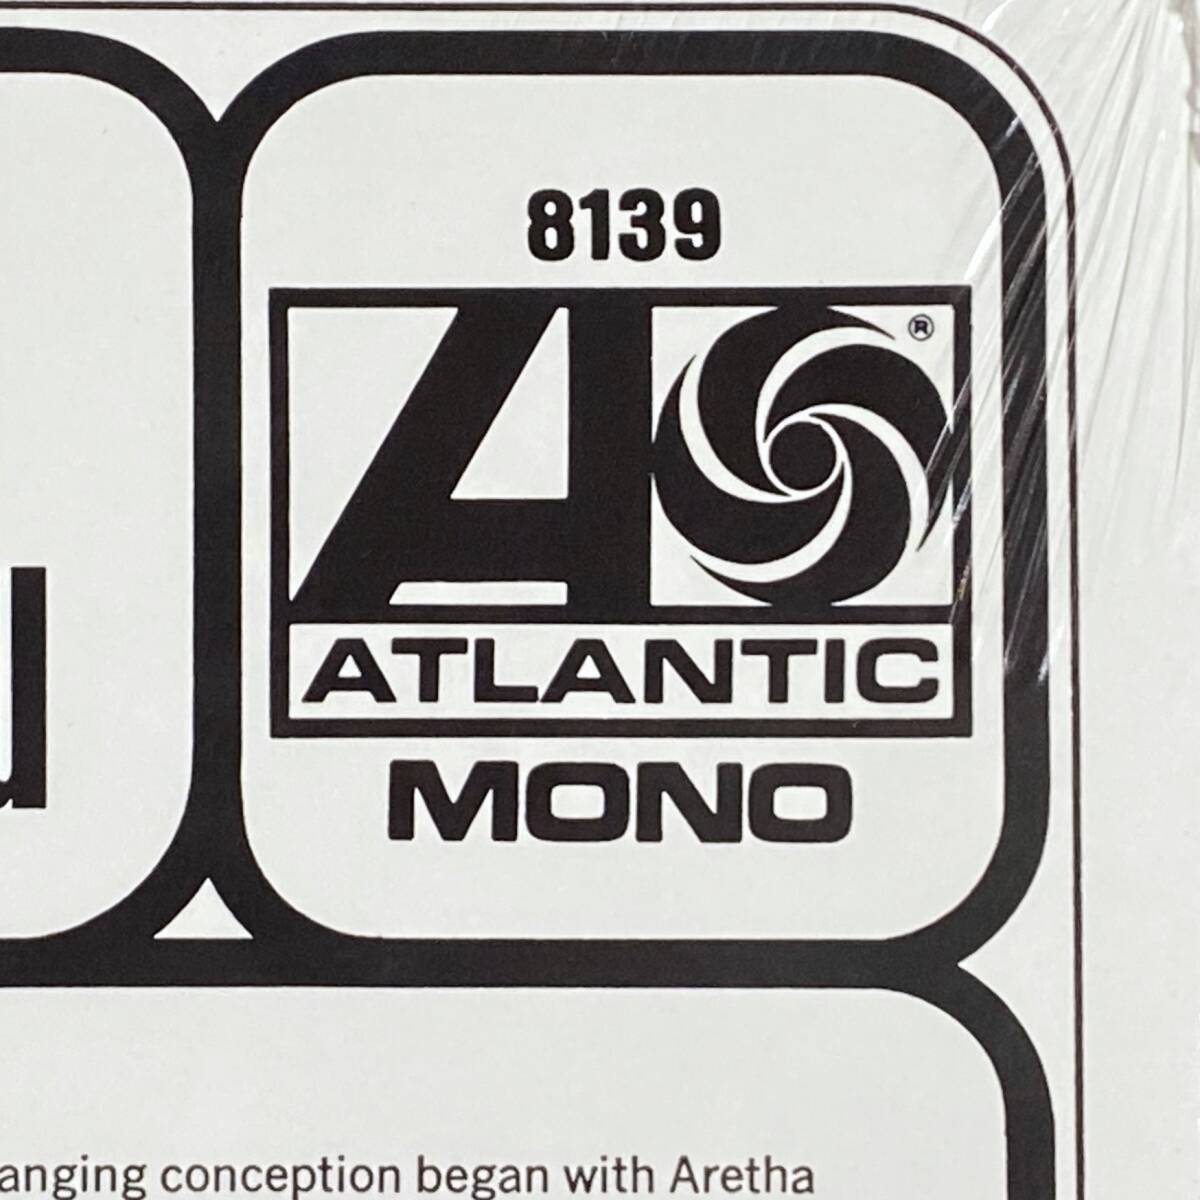 8139
®
ATLANTIC
MONO
anging conception began with Aretha